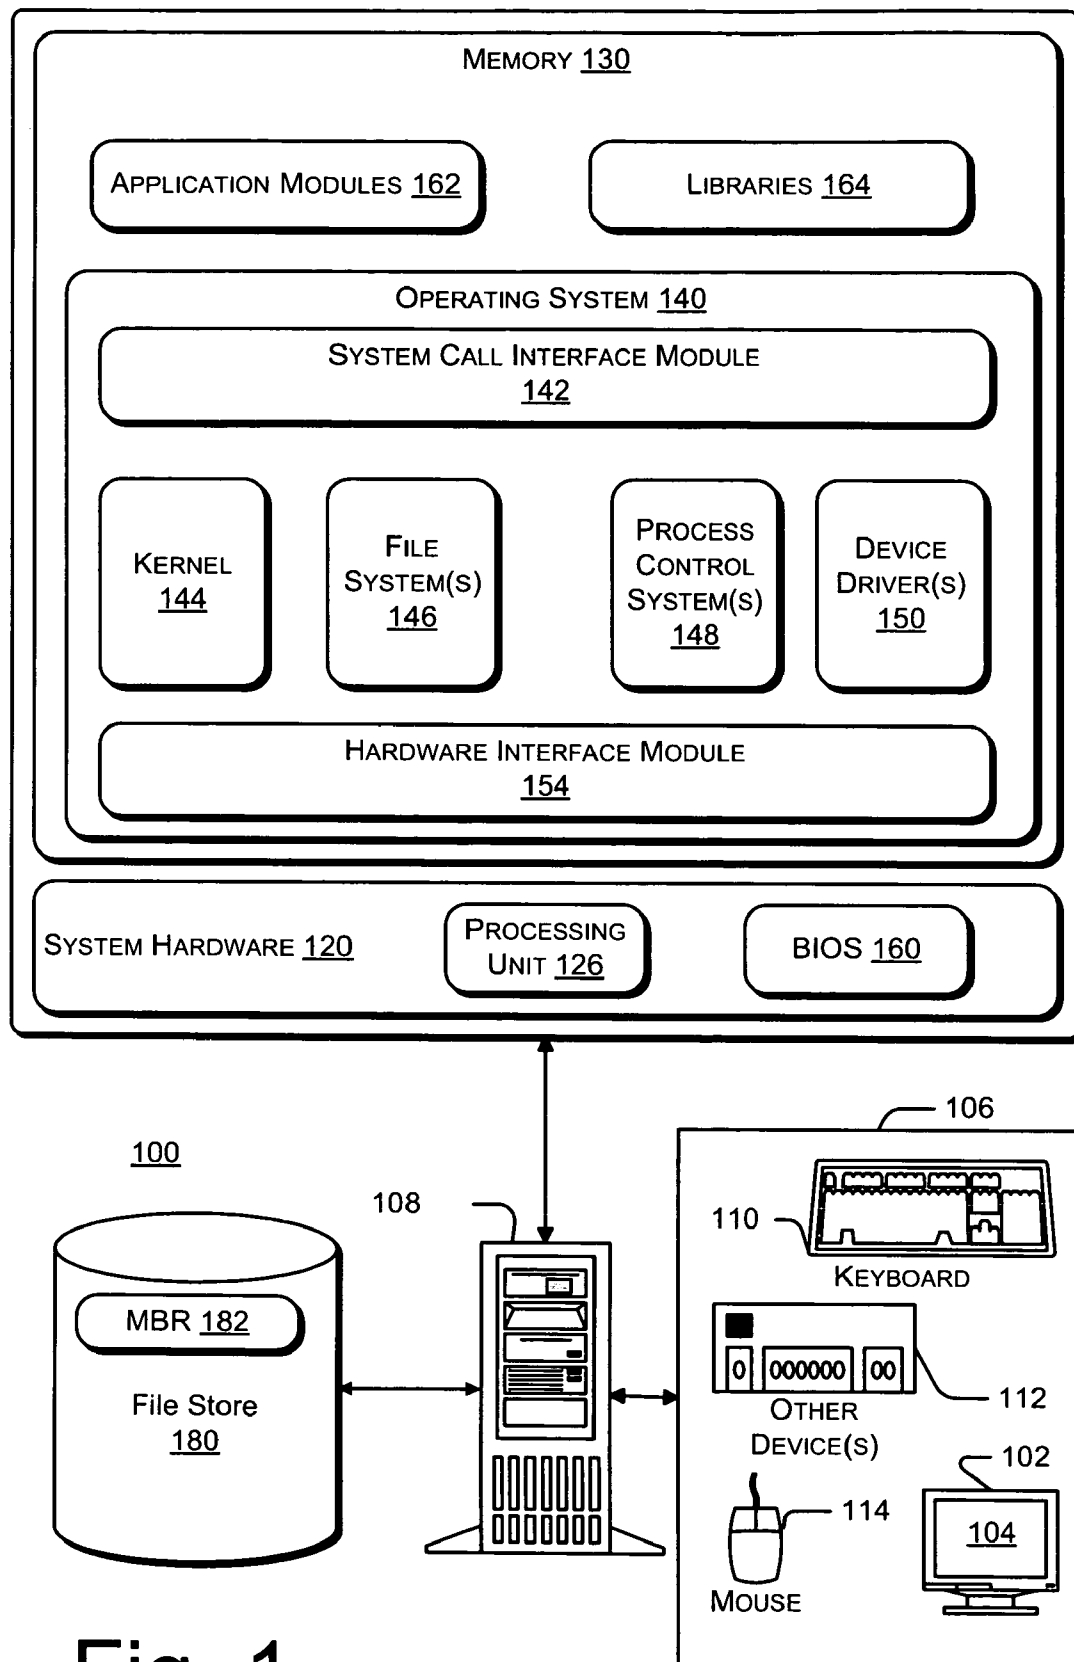 MEMORY 130
APPLICATION MODULES 162
LIBRARIES 164
OPERATING SYSTEM 140
SYSTEM CALL INTERFACE MODULE
142
KERNEL
144
FILE
SYSTEM(S)
146
PROCESS
CONTROL
SYSTEM(S)
148
DEVICE
DRIVER(S)
150
HARDWARE INTERFACE MODULE
154
SYSTEM HARDWARE 120
PROCESSING
UNIT 126
BIOS 160
100
106
108
110
KEYBOARD
MBR 182
File Store
180
112
OTHER
DEVICE(S)
102
104
114
MOUSE
Fig. 1